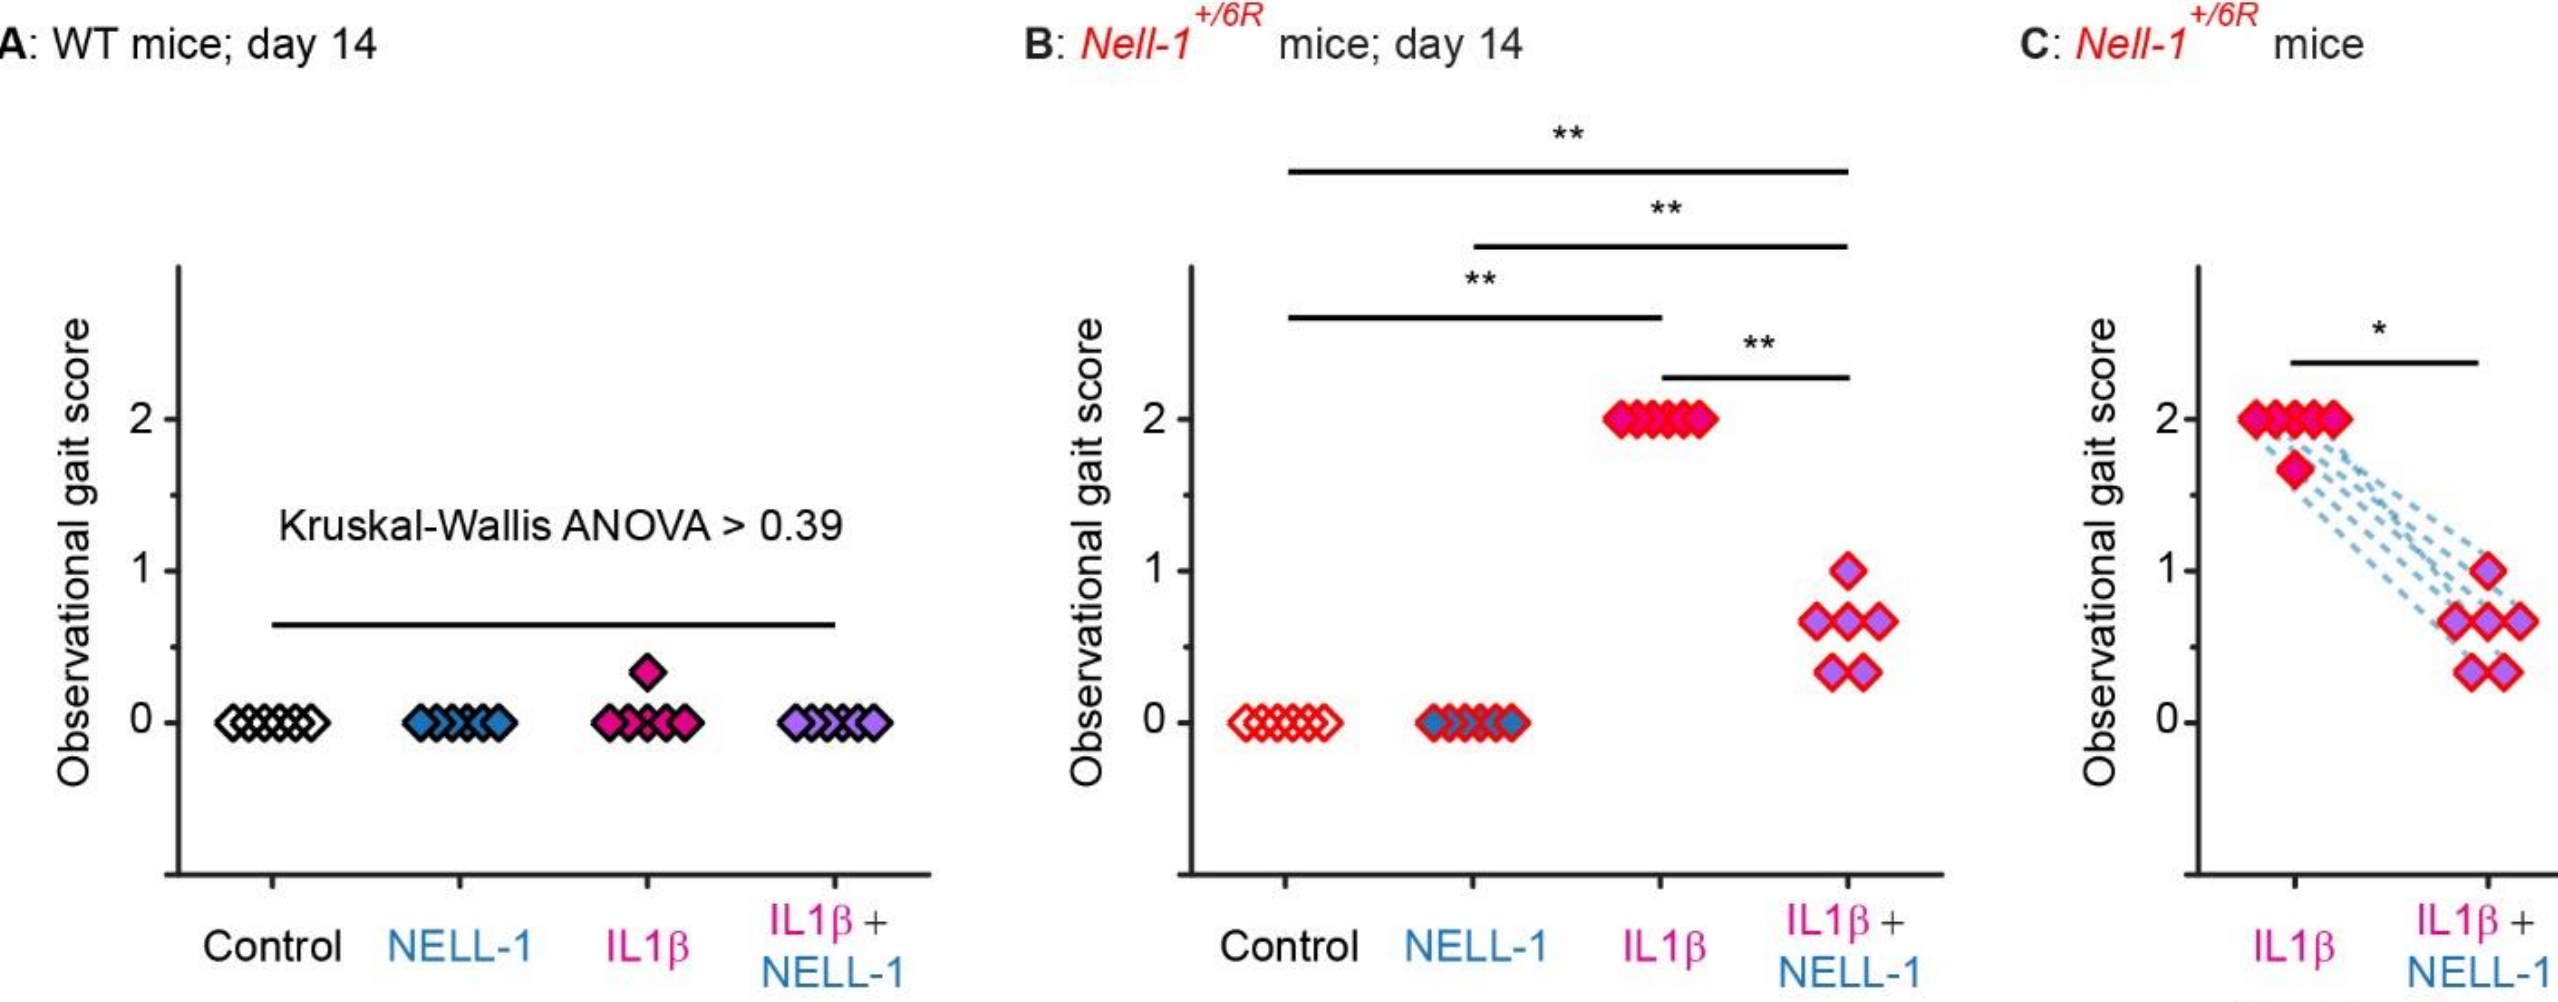 A: WT mice; day 14
Observational gait score
2
1
0
Kruskal-Wallis ANOVA > 0.39
Control
NELL-1
IL1β
IL1β +
NELL-1
B: Nell-1+/6R mice; day 14
**
**
**
**
Observational gait score
2
1
0
Control
NELL-1
IL1β
IL1β +
NELL-1
C: Nell-1+/6R mice
*
Observational gait score
2
1
0
IL1β
IL1β +
NELL-1